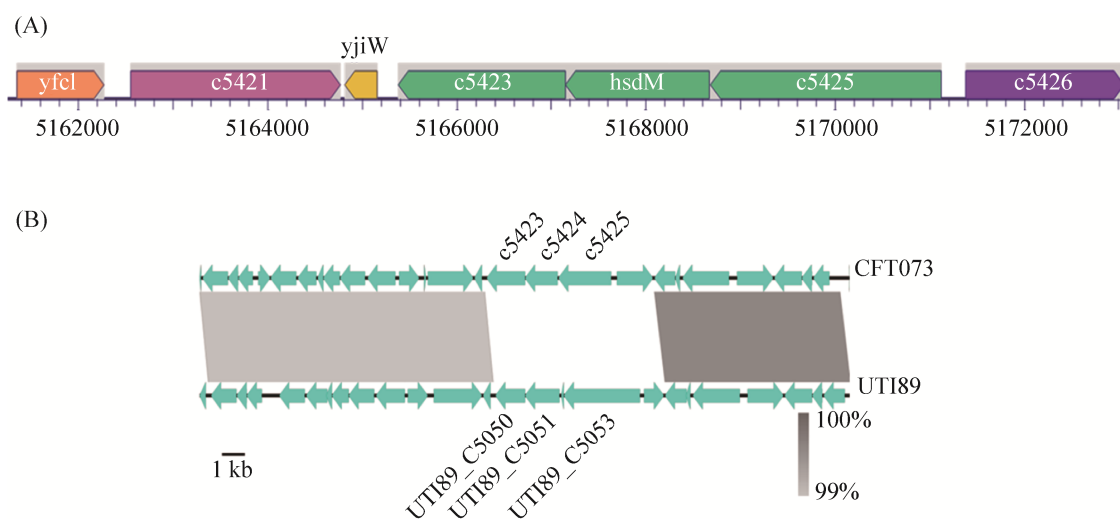 (A)
yjiW
yfcl c5421 c5423 hsdM c5425 c5426
5162000 5164000 5166000 5168000 5170000 5172000
(B)
c5423 c5424 c5425
CFT073
UTI89
UTI89_C5050 UTI89_C5051 UTI89_C5053
100%
1 kb
99%